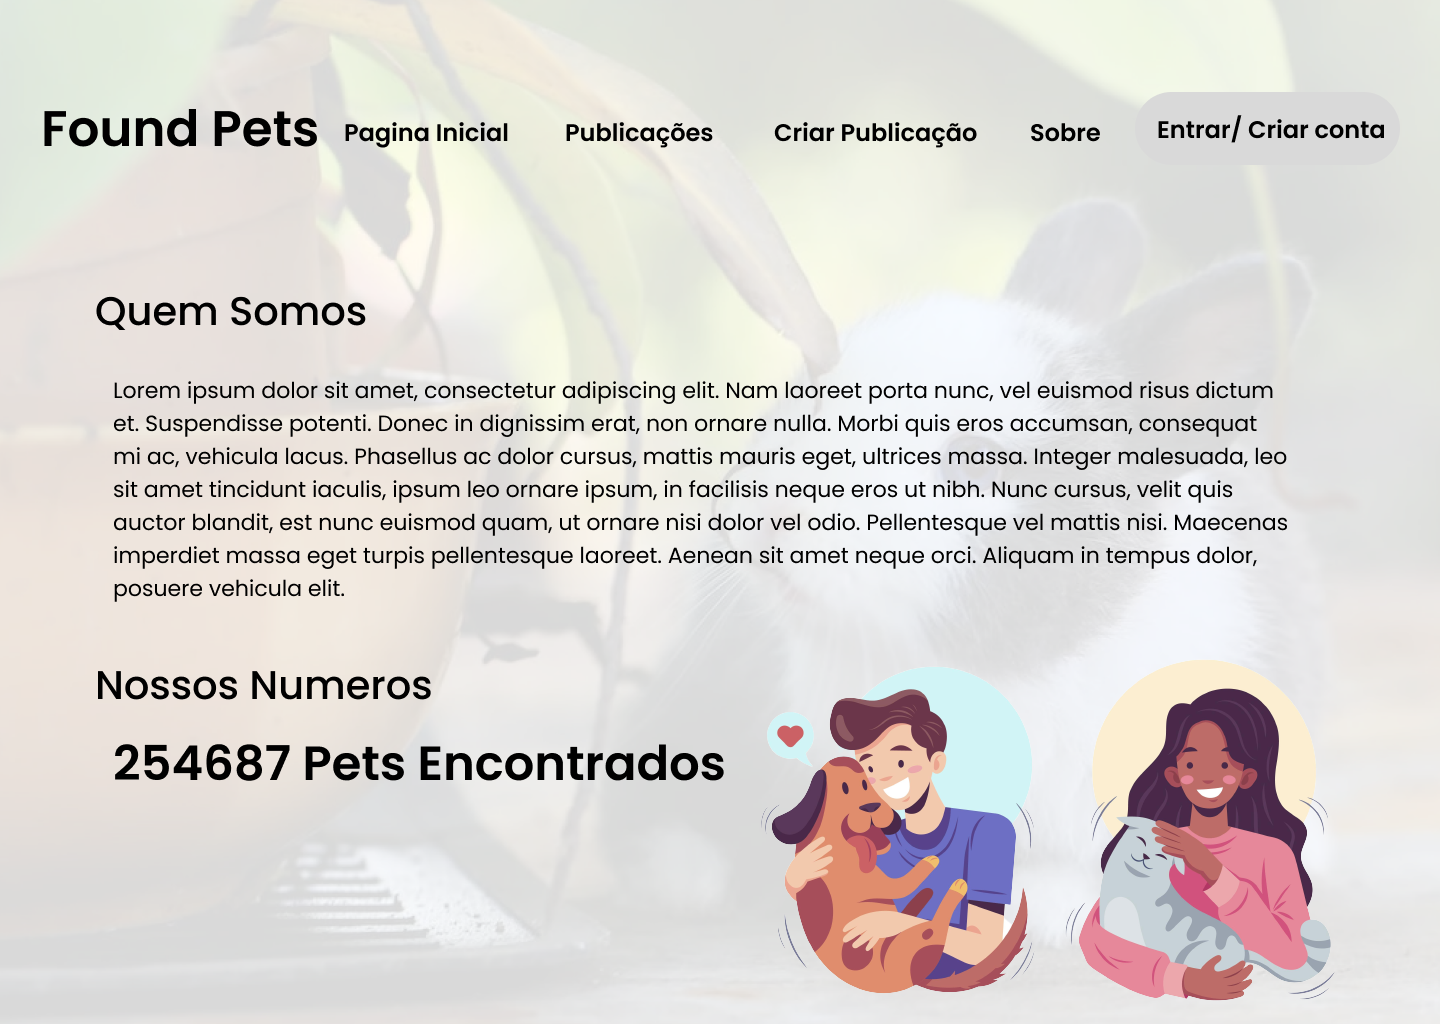 Found Pets Pagina Inicial Publicações Criar Publicação Sobre Entrar/ Criar conta
Quem Somos
Lorem ipsum dolor sit amet, consectetur adipiscing elit. Nam laoreet porta nunc, vel euismod risus dictum
et. Suspendisse potenti. Donec in dignissim erat, non ornare nulla. Morbi quis eros accumsan, consequat
mi ac, vehicula lacus. Phasellus ac dolor cursus, mattis mauris eget, ultrices massa. Integer malesuada, leo
sit amet tincidunt iaculis, ipsum leo ornare ipsum, in facilisis neque eros ut nibh. Nunc cursus, velit quis
auctor blandit, est nunc euismod quam, ut ornare nisi dolor vel odio. Pellentesque vel mattis nisi. Maecenas
imperdiet massa eget turpis pellentesque laoreet. Aenean sit amet neque orci. Aliquam in tempus dolor,
posuere vehicula elit.
Nossos Numeros
254687 Pets Encontrados